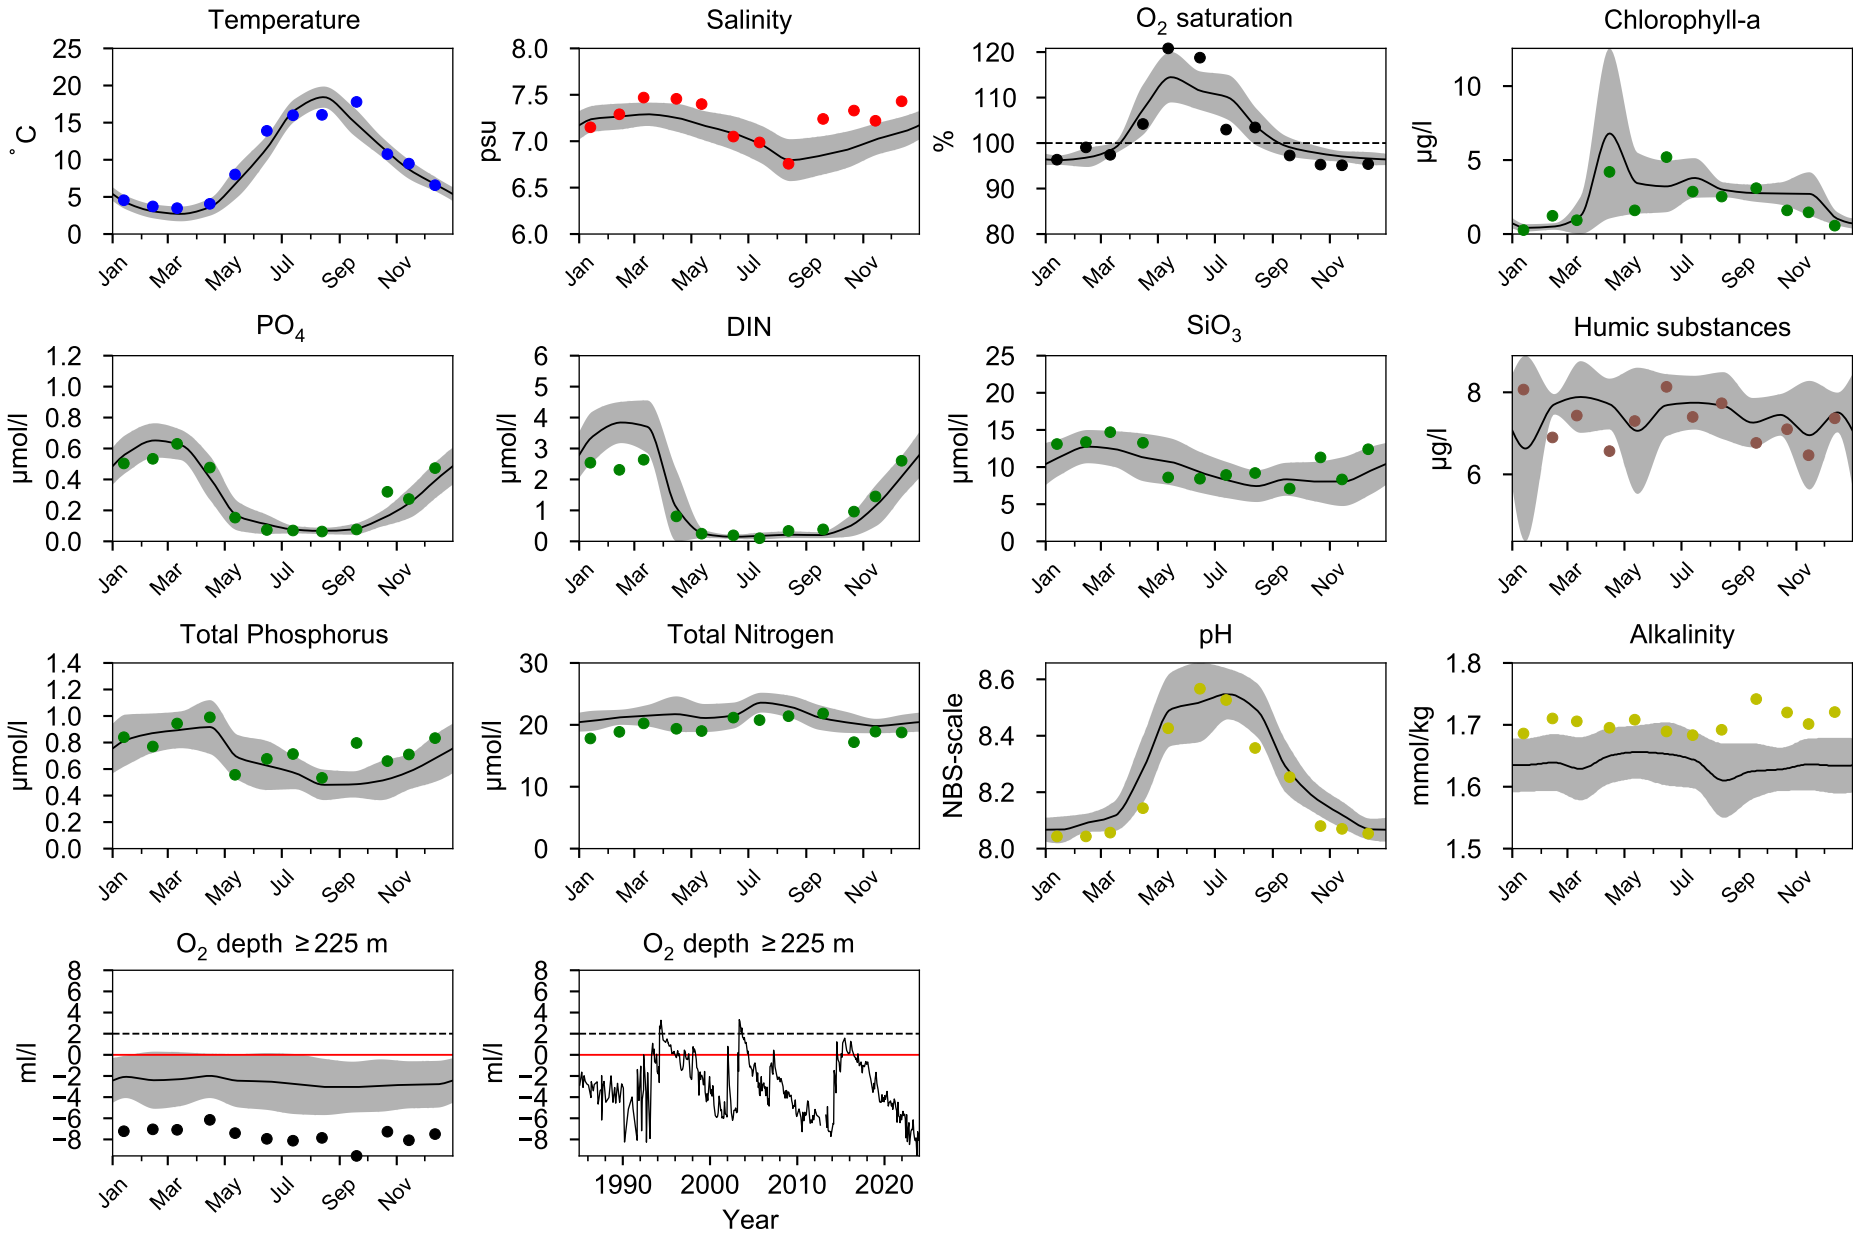 Temperature
25
20
15
10
5
0
°C
Jan Mar May Jul Sep Nov
Salinity
8.0
7.5
7.0
6.5
6.0
psu
Jan Mar May Jul Sep Nov
O2 saturation
120
110
100
90
80
%
Jan Mar May Jul Sep Nov
Chlorophyll-a
10
5
0
µg/l
Jan Mar May Jul Sep Nov
PO4
1.2
1.0
0.8
0.6
0.4
0.2
0.0
µmol/l
Jan Mar May Jul Sep Nov
DIN
6
5
4
3
2
1
0
µmol/l
Jan Mar May Jul Sep Nov
SiO3
25
20
15
10
5
0
µmol/l
Jan Mar May Jul Sep Nov
Humic substances
8
6
µg/l
Jan Mar May Jul Sep Nov
Total Phosphorus
1.4
1.2
1.0
0.8
0.6
0.4
0.2
0.0
µmol/l
Jan Mar May Jul Sep Nov
Total Nitrogen
30
20
10
0
µmol/l
Jan Mar May Jul Sep Nov
pH
8.6
8.4
8.2
8.0
NBS-scale
Jan Mar May Jul Sep Nov
Alkalinity
1.8
1.7
1.6
1.5
mmol/kg
Jan Mar May Jul Sep Nov
O2 depth ≥ 225 m
8
6
4
2
0
−2
−4
−6
−8
ml/l
Jan Mar May Jul Sep Nov
O2 depth ≥ 225 m
8
6
4
2
0
−2
−4
−6
−8
ml/l
1990 2000 2010 2020
Year